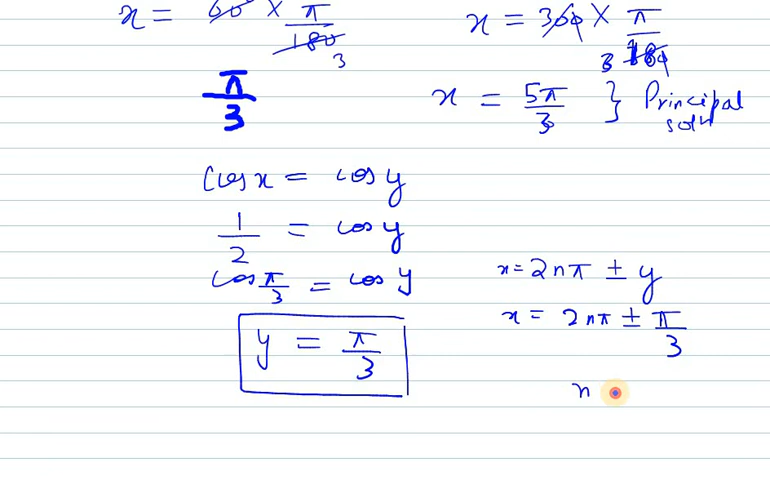 x = 60 × π/180 3
π/3
cos x = cos y
1/2 = cos y
cos π/3 = cos y
y = π/3
x = × π/180 3
x = 5π/3 } Principal soln
x = 2nπ ± y
x = 2nπ ± π/3
n